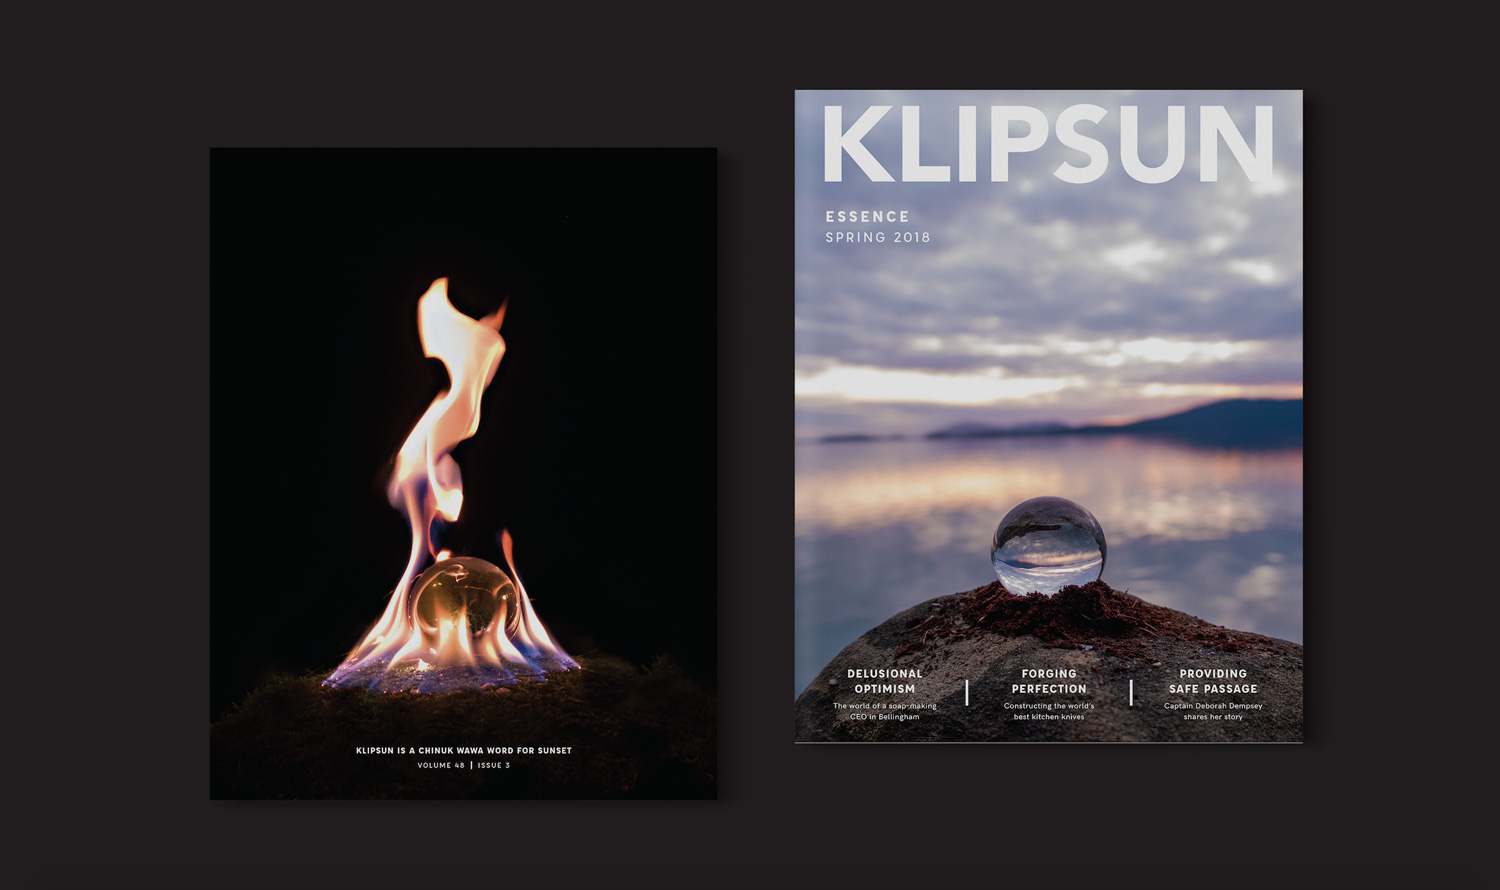 KLIPSUN IS A CHINUK WAWA WORD FOR SUNSET
VOLUME 48 | ISSUE 3
KLIPSUN
ESSENCE
SPRING 2018
DELUSIONAL
OPTIMISM
The world of a soap-making
CEO in Bellingham
FORGING
PERFECTION
Constructing the world's
best kitchen knives
PROVIDING
SAFE PASSAGE
Captain Deborah Dempsey
shares her story